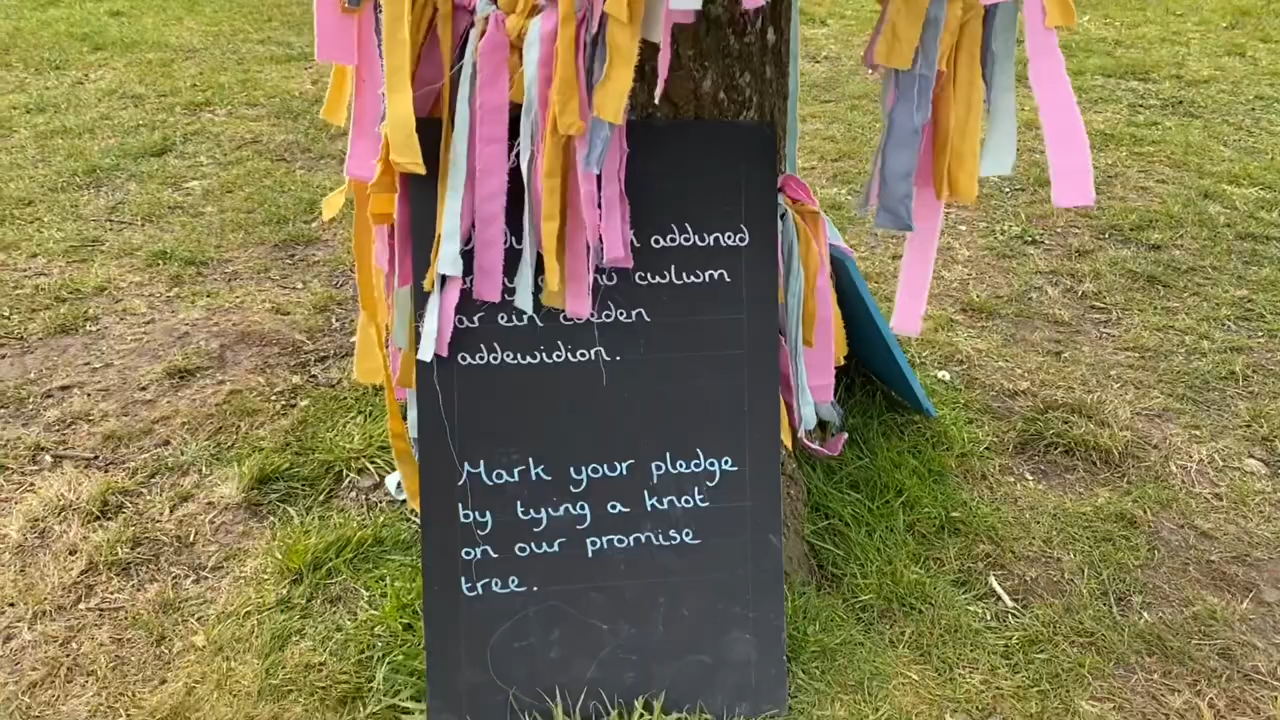 adduned
cwlwm
ar ein coeden
addewidion.
Mark your pledge
by tying a knot
on our promise
tree.